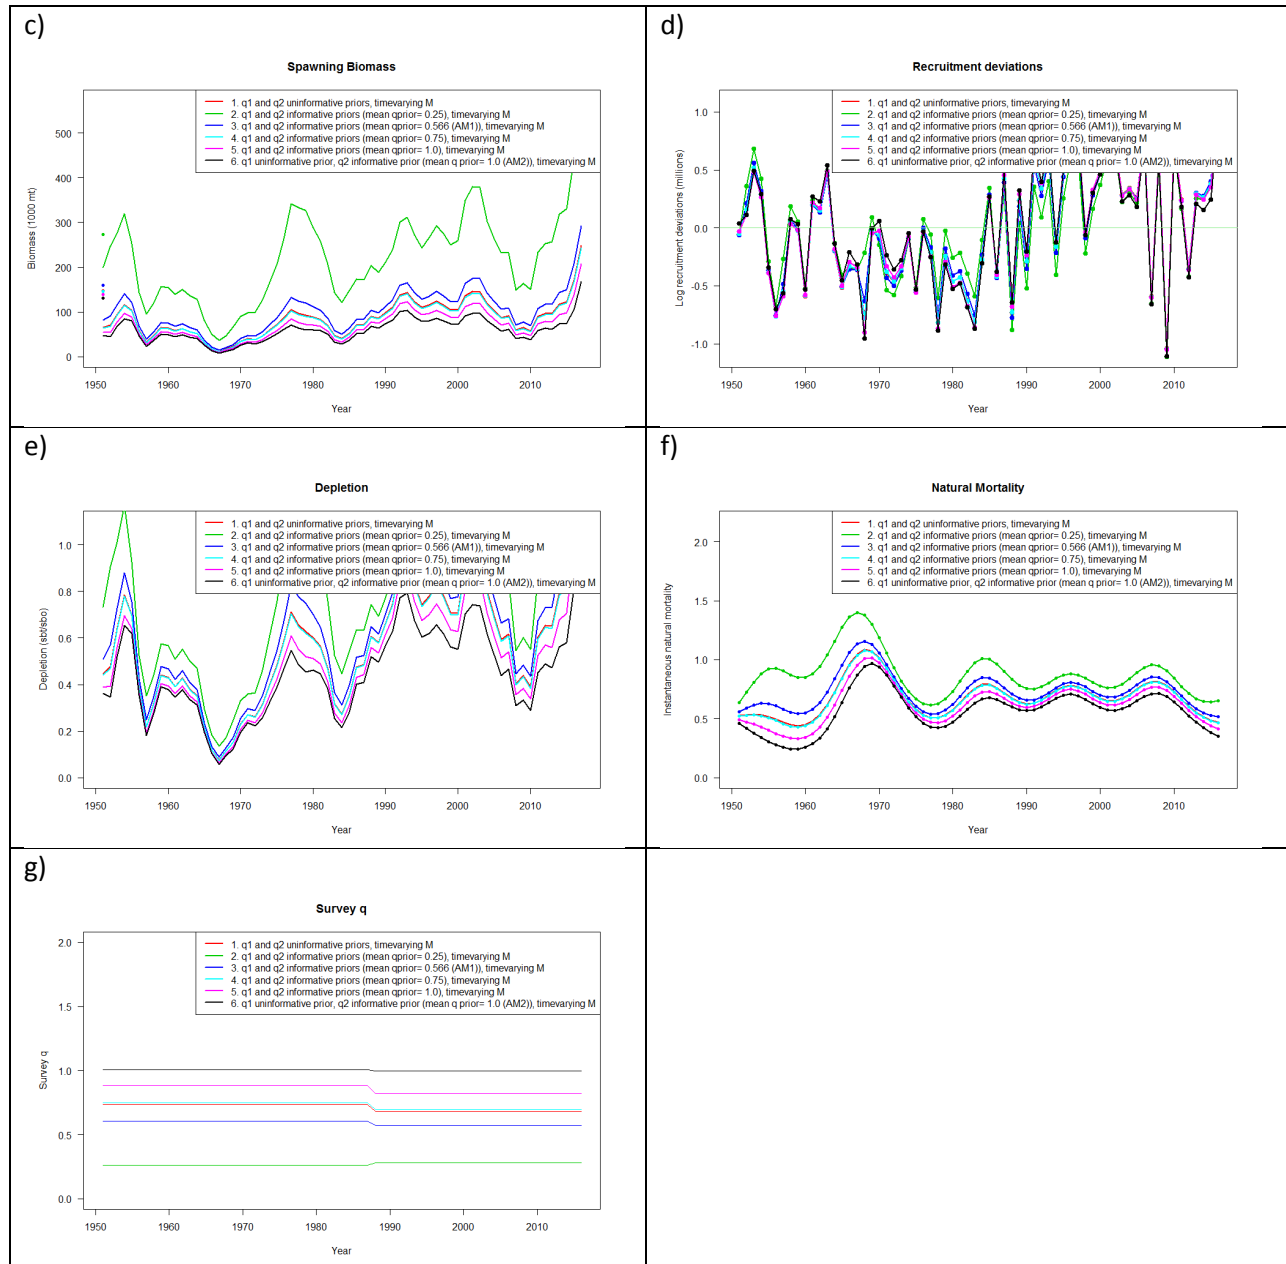 c)
Spawning Biomass
1. q1 and q2 uninformative priors, timevarying M
2. q1 and q2 informative priors (mean qprior= 0.25), timevarying M
3. q1 and q2 informative priors (mean qprior= 0.566 (AM1)), timevarying M
4. q1 and q2 informative priors (mean qprior= 0.75), timevarying M
5. q1 and q2 informative priors (mean qprior= 1.0), timevarying M
6. q1 uninformative prior, q2 informative prior (mean q prior= 1.0 (AM2)), timevarying M
Biomass (1000 mt)
500
400
300
200
100
0
1950 1960 1970 1980 1990 2000 2010
Year
d)
Recruitment deviations
1. q1 and q2 uninformative priors, timevarying M
2. q1 and q2 informative priors (mean qprior= 0.25), timevarying M
3. q1 and q2 informative priors (mean qprior= 0.566 (AM1)), timevarying M
4. q1 and q2 informative priors (mean qprior= 0.75), timevarying M
5. q1 and q2 informative priors (mean qprior= 1.0), timevarying M
6. q1 uninformative prior, q2 informative prior (mean q prior= 1.0 (AM2)), timevarying M
Log recruitment deviations (millions)
1.0
0.5
0.0
-0.5
-1.0
1950 1960 1970 1980 1990 2000 2010
Year
e)
Depletion
1. q1 and q2 uninformative priors, timevarying M
2. q1 and q2 informative priors (mean qprior= 0.25), timevarying M
3. q1 and q2 informative priors (mean qprior= 0.566 (AM1)), timevarying M
4. q1 and q2 informative priors (mean qprior= 0.75), timevarying M
5. q1 and q2 informative priors (mean qprior= 1.0), timevarying M
6. q1 uninformative prior, q2 informative prior (mean q prior= 1.0 (AM2)), timevarying M
Depletion (sbt/sbo)
1.0
0.8
0.6
0.4
0.2
0.0
1950 1960 1970 1980 1990 2000 2010
Year
f)
Natural Mortality
1. q1 and q2 uninformative priors, timevarying M
2. q1 and q2 informative priors (mean qprior= 0.25), timevarying M
3. q1 and q2 informative priors (mean qprior= 0.566 (AM1)), timevarying M
4. q1 and q2 informative priors (mean qprior= 0.75), timevarying M
5. q1 and q2 informative priors (mean qprior= 1.0), timevarying M
6. q1 uninformative prior, q2 informative prior (mean q prior= 1.0 (AM2)), timevarying M
Instantaneous natural mortality
2.0
1.5
1.0
0.5
0.0
1950 1960 1970 1980 1990 2000 2010
Year
g)
Survey q
1. q1 and q2 uninformative priors, timevarying M
2. q1 and q2 informative priors (mean qprior= 0.25), timevarying M
3. q1 and q2 informative priors (mean qprior= 0.566 (AM1)), timevarying M
4. q1 and q2 informative priors (mean qprior= 0.75), timevarying M
5. q1 and q2 informative priors (mean qprior= 1.0), timevarying M
6. q1 uninformative prior, q2 informative prior (mean q prior= 1.0 (AM2)), timevarying M
Survey q
2.0
1.5
1.0
0.5
0.0
1950 1960 1970 1980 1990 2000 2010
Year